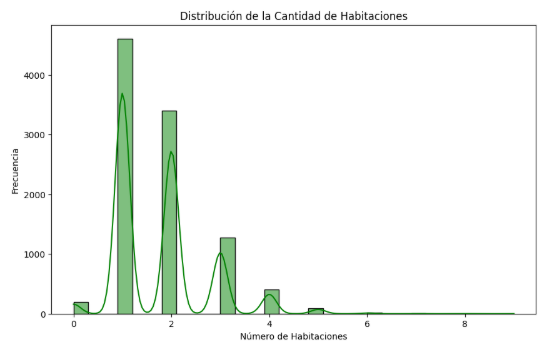 Distribución de la Cantidad de Habitaciones
Frecuencia
4000
3000
2000
1000
0
0 2 4 6 8
Número de Habitaciones